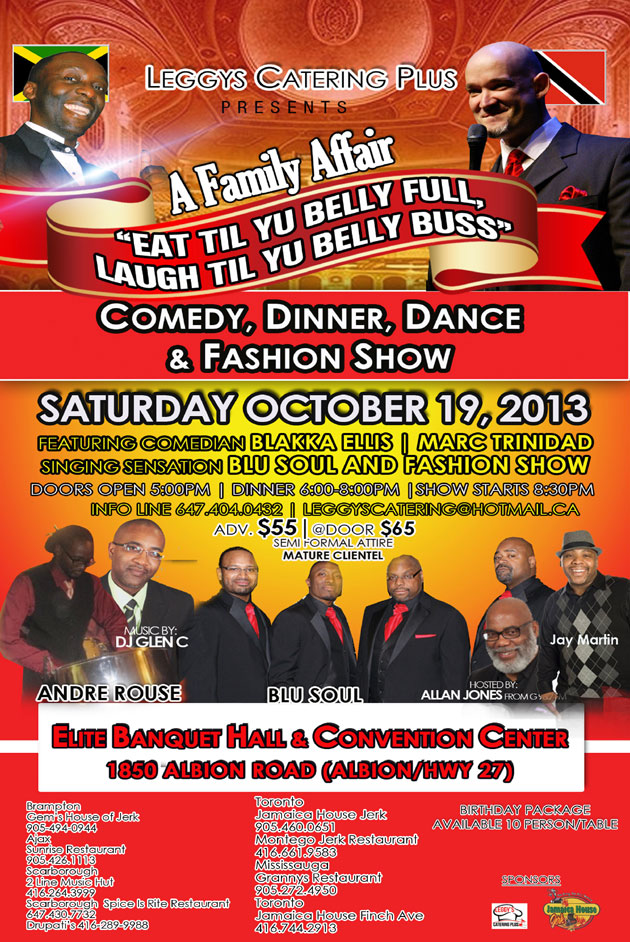 LEGGYS CATERING PLUS
PRESENTS
A Family Affair
"EAT TIL YU BELLY FULL,
LAUGH TIL YU BELLY BUSS"
COMEDY, DINNER, DANCE
& FASHION SHOW
SATURDAY OCTOBER 19, 2013
FEATURING COMEDIAN BLAKKA ELLIS | MARC TRINIDAD
SINGING SENSATION BLU SOUL AND FASHION SHOW
DOORS OPEN 5:00PM | DINNER 6:00-8:00PM | SHOW STARTS 8:30PM
INFO LINE 647.404.0432 | LEGGYSCATERING@HOTMAIL.CA
ADV. $55 | @DOOR $65
SEMI FORMAL ATTIRE
MATURE CLIENTEL
MUSIC BY:
DJ GLEN C
Jay Martin
ANDRE ROUSE
BLU SOUL
HOSTED BY:
ALLAN JONES FROM
ELITE BANQUET HALL & CONVENTION CENTER
1850 ALBION ROAD (ALBION/HWY 27)
Brampton
Gem's House of Jerk
905-494-0944
Ajax
Sunrise Restaurant
905.426.1113
Scarborough
2 Line Music Hut
416.264.3999
Scarborough Spice Is Rite Restaurant
647.430.7732
Drupati's 416-289-9988
Toronto
Jamaica House Jerk
905.460.0651
Montego Jerk Restaurant
416.661.9583
Mississauga
Grannys Restaurant
905.272.4950
Toronto
Jamaica House Finch Ave
416.744.2913
BIRTHDAY PACKAGE
AVAILABLE 10 PERSON/TABLE
SPONSORS
LEGGY'S
CATERING PLUS
Jamaica House